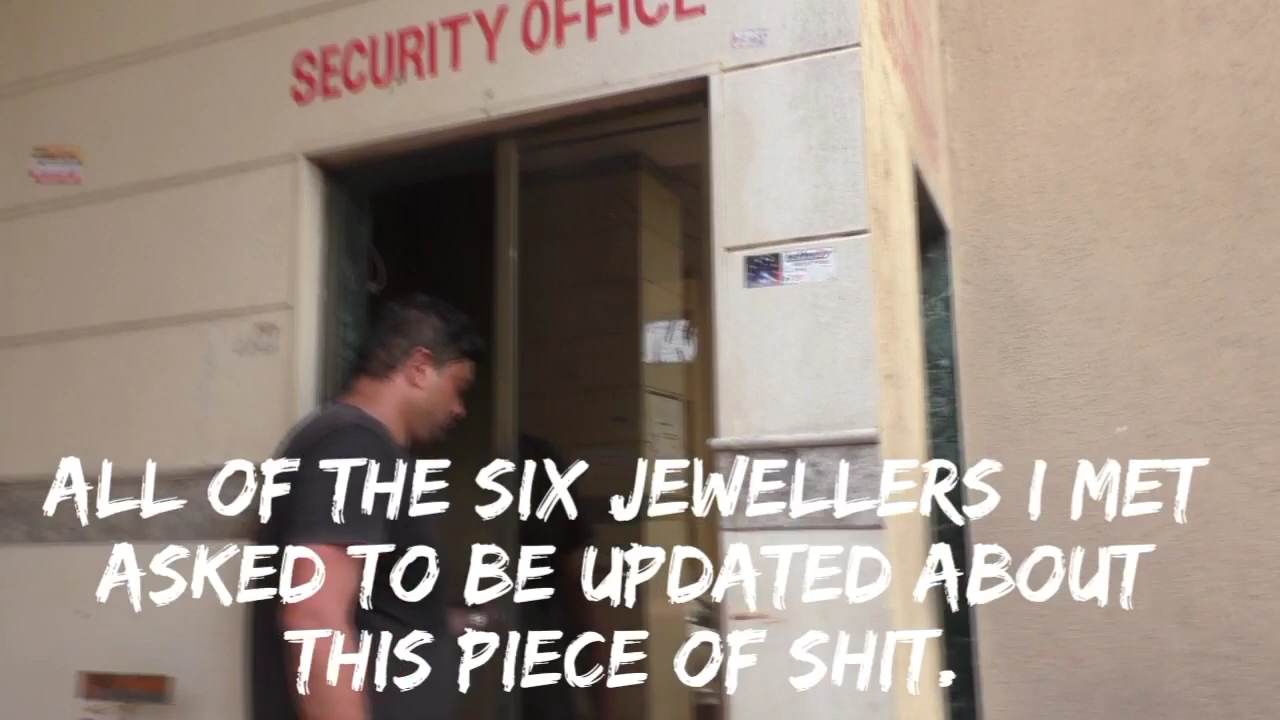 SECURITY OFFICE
ALL OF THE SIX JEWELLERS I MET
ASKED TO BE UPDATED ABOUT
THIS PIECE OF SHIT.